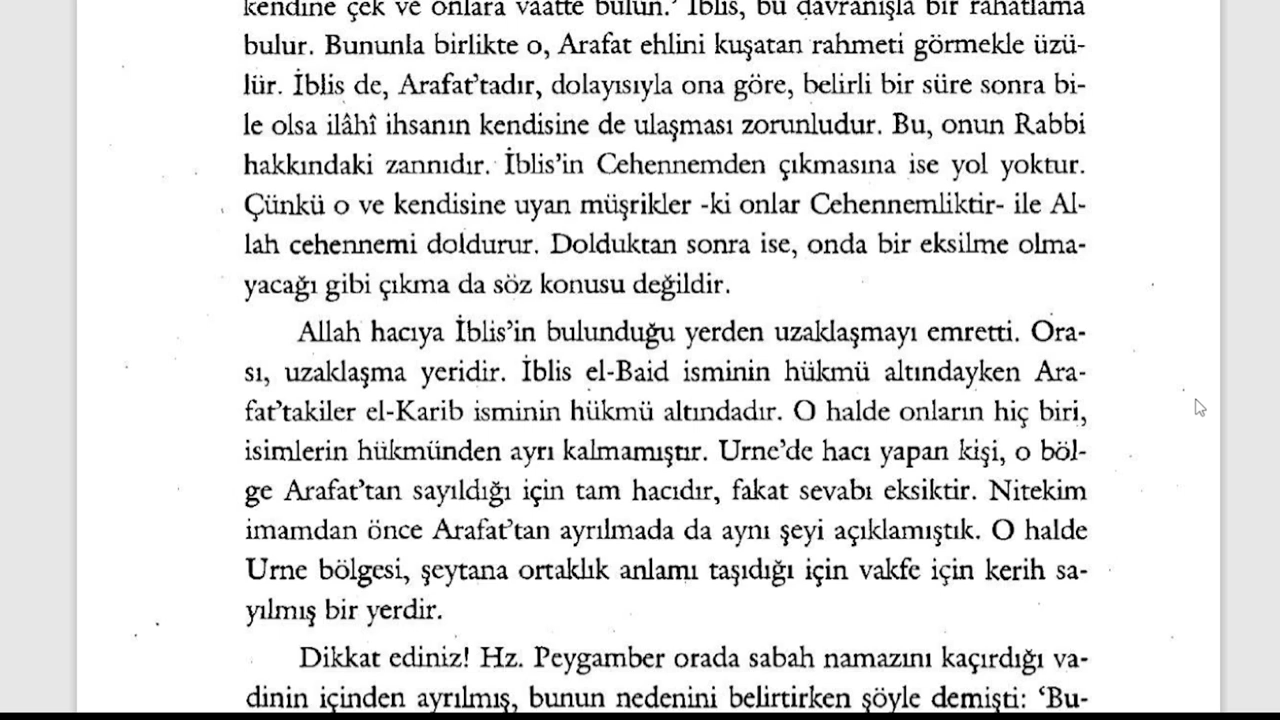 kendine çek ve onlara vaatte bulun.' İblis, bu davranışla bir rahatlama
bulur. Bununla birlikte o, Arafat ehlini kuşatan rahmeti görmekle üzü-
lür. İblis de, Arafat'tadır, dolayısıyla ona göre, belirli bir süre sonra bi-
le olsa ilâhî ihsanın kendisine de ulaşması zorunludur. Bu, onun Rabbi
hakkındaki zannıdır. İblis'in Cehennemden çıkmasına ise yol yoktur.
Çünkü o ve kendisine uyan müşrikler -ki onlar Cehennemliktir- ile Al-
lah cehennemi doldurur. Dolduktan sonra ise, onda bir eksilme olma-
yacağı gibi çıkma da söz konusu değildir.
Allah hacıya İblis'in bulunduğu yerden uzaklaşmayı emretti. Ora-
sı, uzaklaşma yeridir. İblis el-Baid isminin hükmü altındayken Ara-
fat'takiler el-Karib isminin hükmü altındadır. O halde onların hiç biri,
isimlerin hükmünden ayrı kalmamıştır. Urne'de hacı yapan kişi, o böl-
ge Arafat'tan sayıldığı için tam hacıdır, fakat sevabı eksiktir. Nitekim
imamdan önce Arafat'tan ayrılmada da aynı şeyi açıklamıştık. O halde
Urne bölgesi, şeytana ortaklık anlamı taşıdığı için vakfe için kerih sa-
yılmış bir yerdir.
Dikkat ediniz! Hz. Peygamber orada sabah namazını kaçırdığı va-
dinin içinden ayrılmış, bunun nedenini belirtirken şöyle demişti: 'Bu-